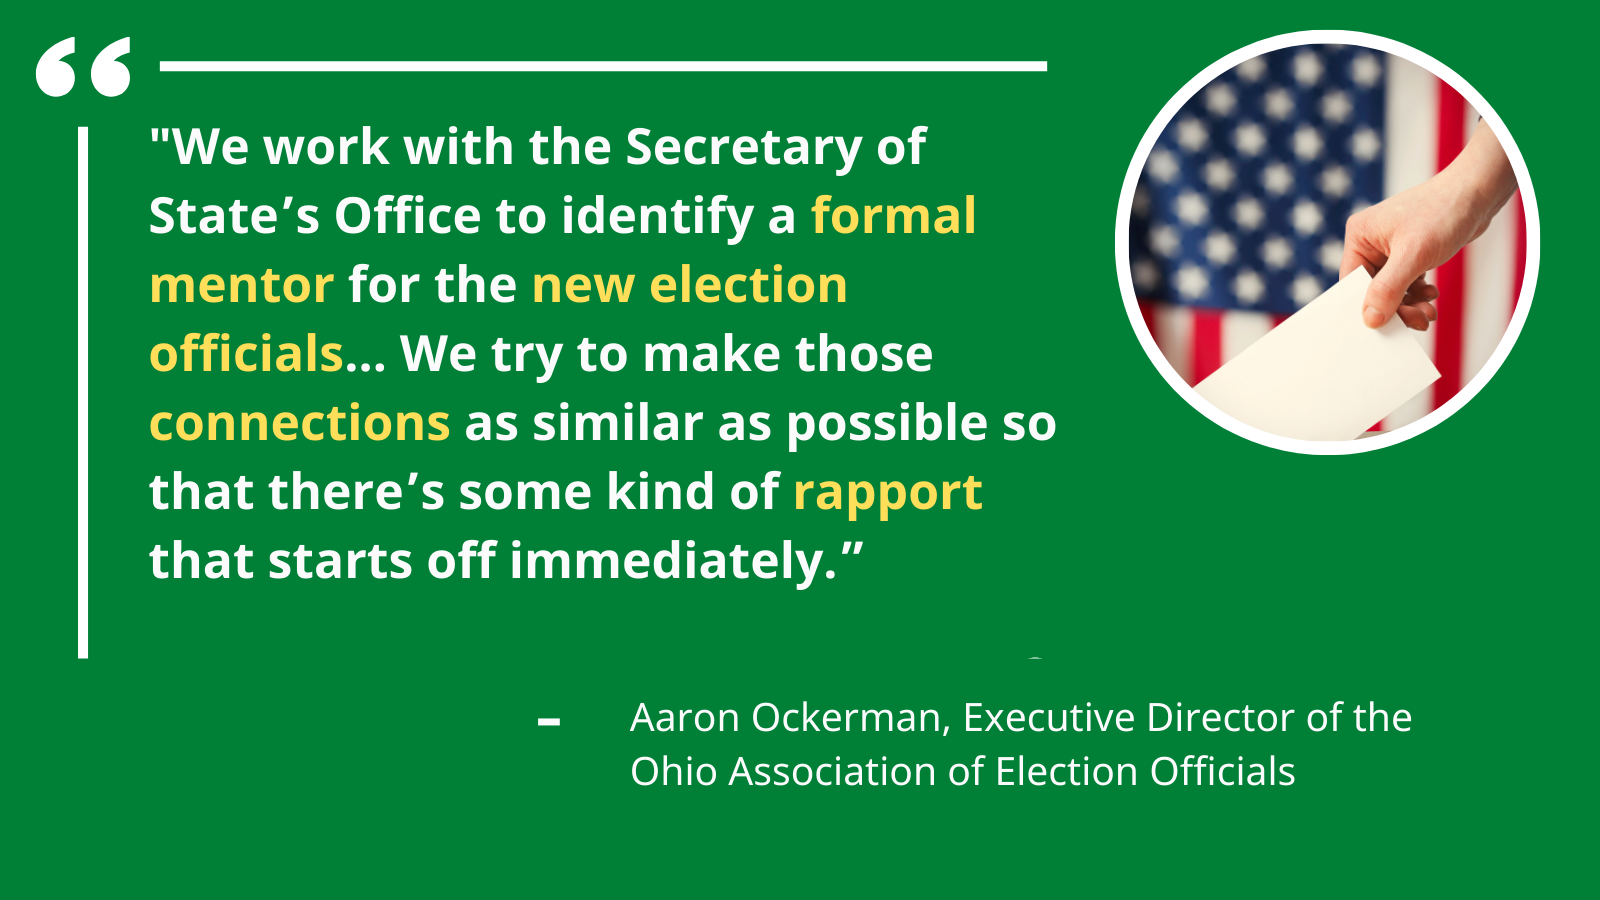 "We work with the Secretary of
State’s Office to identify a formal
mentor for the new election
officials... We try to make those
connections as similar as possible so
that there’s some kind of rapport
that starts off immediately.”
– Aaron Ockerman, Executive Director of the
Ohio Association of Election Officials